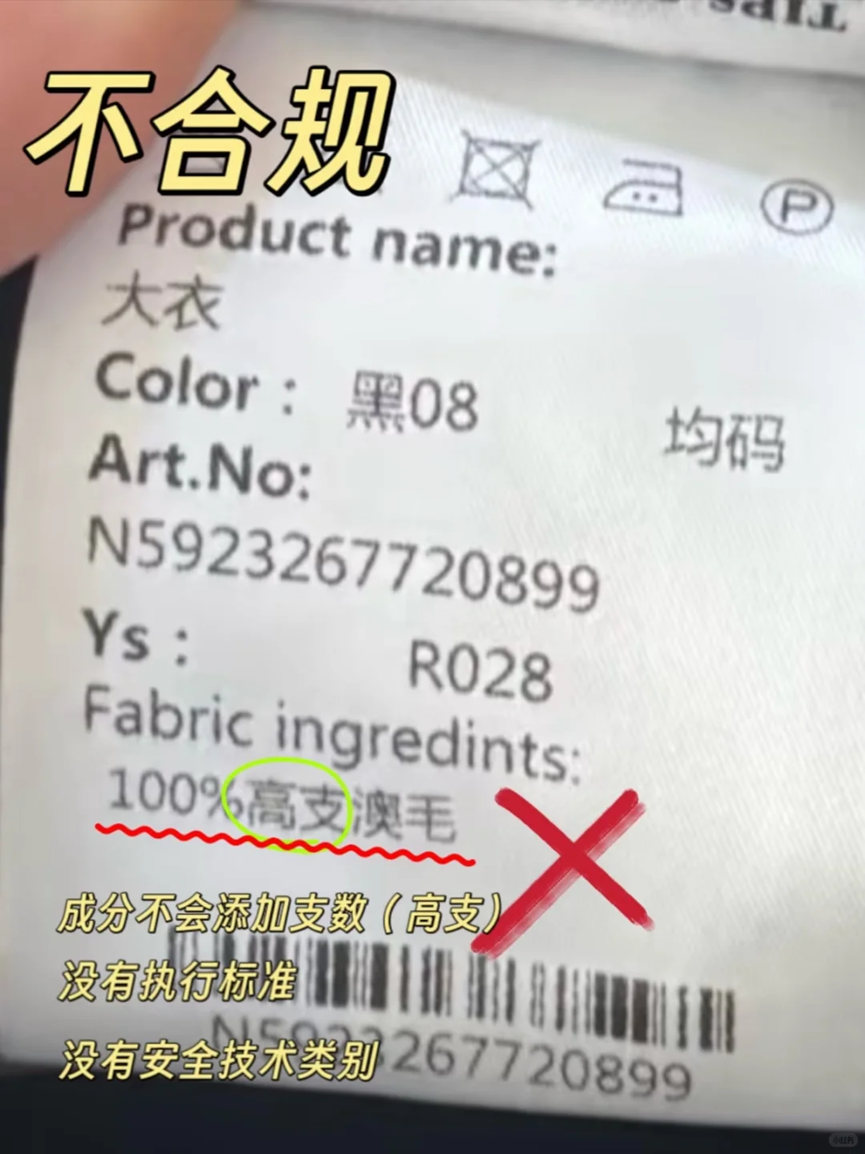 TIPS
不合规
P
Product name:
大衣
Color： 黑08 均码
Art.No:
N5923267720899
Ys： R028
Fabric ingredints:
100%高支澳毛
成分不会添加支数（高支）
没有执行标准
没有安全技术类别
N5923267720899